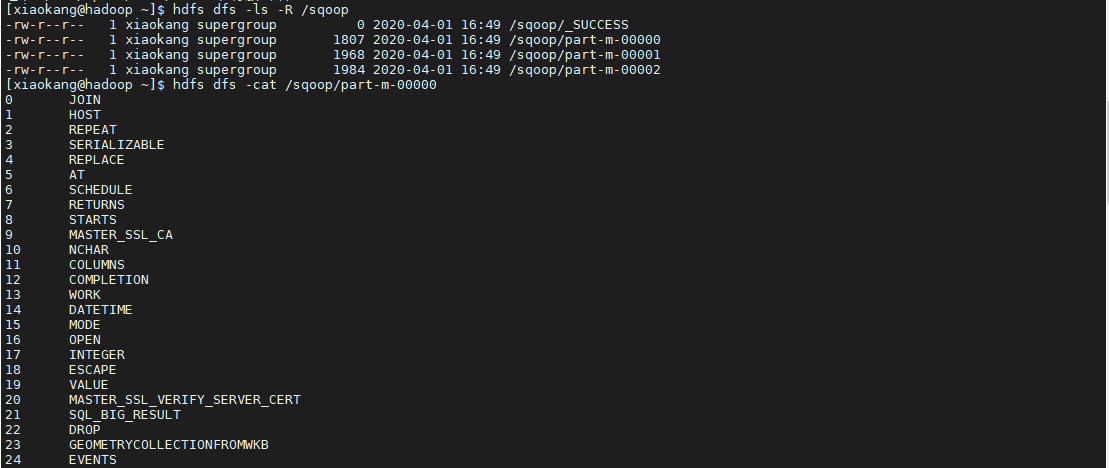 [xiaokang@hadoop ~]$ hdfs dfs -ls -R /sqoop
-rw-r--r--   1 xiaokang supergroup          0 2020-04-01 16:49 /sqoop/_SUCCESS
-rw-r--r--   1 xiaokang supergroup       1807 2020-04-01 16:49 /sqoop/part-m-00000
-rw-r--r--   1 xiaokang supergroup       1968 2020-04-01 16:49 /sqoop/part-m-00001
-rw-r--r--   1 xiaokang supergroup       1984 2020-04-01 16:49 /sqoop/part-m-00002
[xiaokang@hadoop ~]$ hdfs dfs -cat /sqoop/part-m-00000
0       JOIN
1       HOST
2       REPEAT
3       SERIALIZABLE
4       REPLACE
5       AT
6       SCHEDULE
7       RETURNS
8       STARTS
9       MASTER_SSL_CA
10      NCHAR
11      COLUMNS
12      COMPLETION
13      WORK
14      DATETIME
15      MODE
16      OPEN
17      INTEGER
18      ESCAPE
19      VALUE
20      MASTER_SSL_VERIFY_SERVER_CERT
21      SQL_BIG_RESULT
22      DROP
23      GEOMETRYCOLLECTIONFROMWKB
24      EVENTS